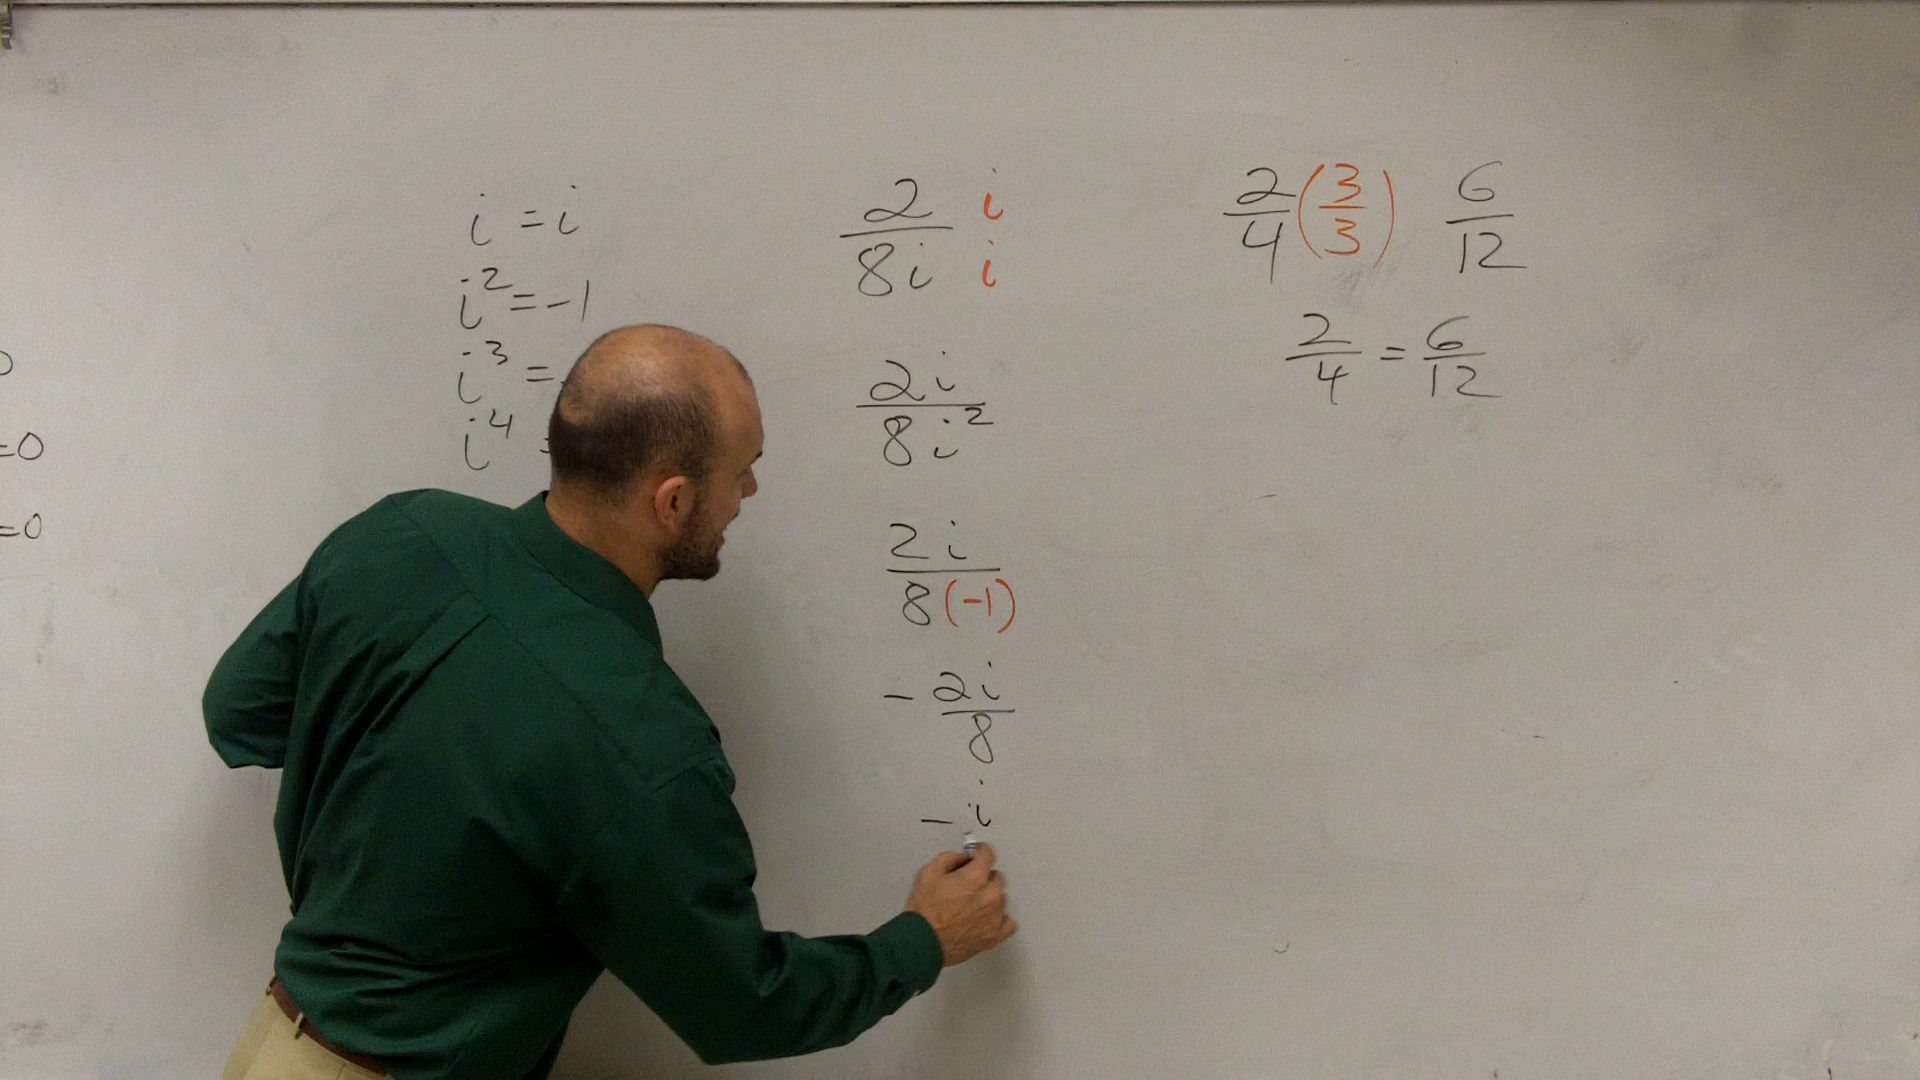 =0
=0
i = i
i² = -1
i³ =
i⁴
2 i
8i i
2i
8i²
2i
8(-1)
- 2i
8
- i
2/4 (3/3) 6/12
2/4 = 6/12